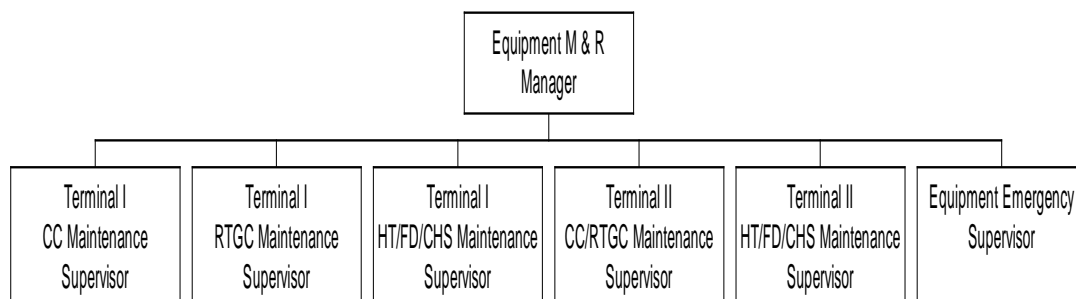 Equipment M & R
Manager
Terminal I
CC Maintenance
Supervisor
Terminal I
RTGC Maintenance
Supervisor
Terminal I
HT/FD/CHS Maintenance
Supervisor
Terminal II
CC/RTGC Maintenance
Supervisor
Terminal II
HT/FD/CHS Maintenance
Supervisor
Equipment Emergency
Supervisor